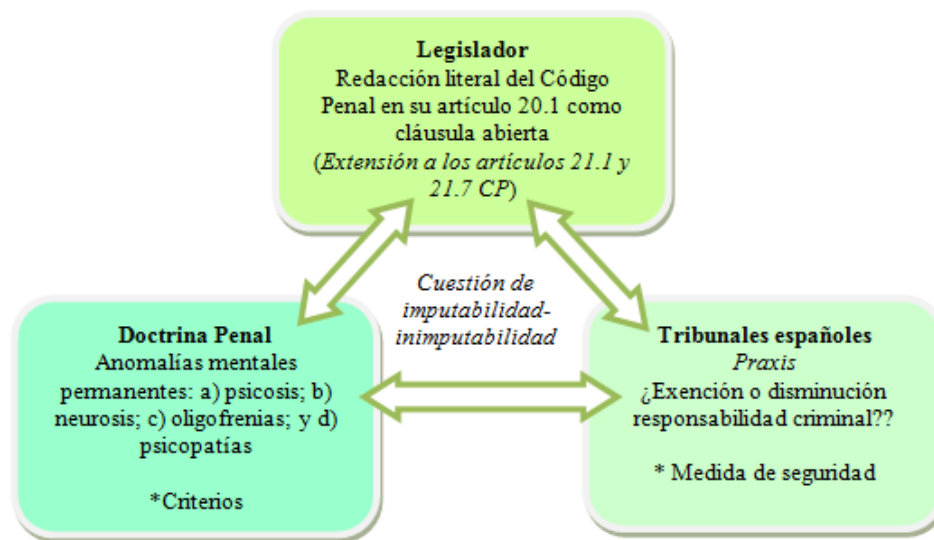 Legislador
Redacción literal del Código
Penal en su artículo 20.1 como
cláusula abierta
(Extensión a los artículos 21.1 y
21.7 CP)
Cuestión de
imputabilidad-
inimputabilidad
Doctrina Penal
Anomalías mentales
permanentes: a) psicosis; b)
neurosis; c) oligofrenias; y d)
psicopatías
*Criterios
Tribunales españoles
Praxis
¿Exención o disminución
responsabilidad criminal??
* Medida de seguridad